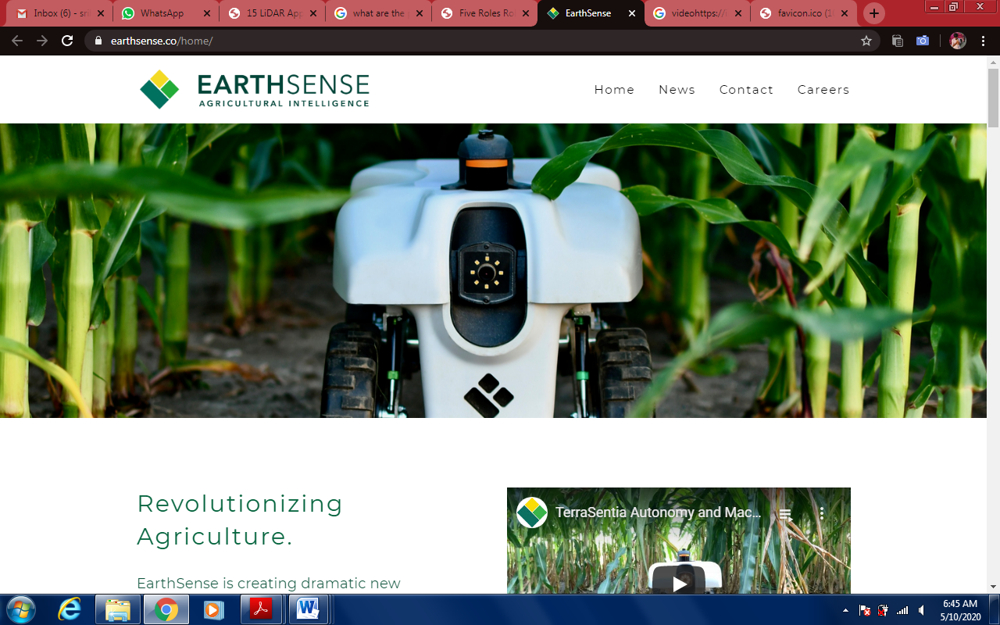 Inbox (6) - sri
WhatsApp
15 LiDAR App
what are the
Five Roles Ro
EarthSense
videohttps://
favicon.ico (1
earthsense.co/home/
EARTHSENSE
AGRICULTURAL INTELLIGENCE
Home News Contact Careers
Revolutionizing
Agriculture.
EarthSense is creating dramatic new
TerraSentia Autonomy and Mac...
6:45 AM
5/10/2020